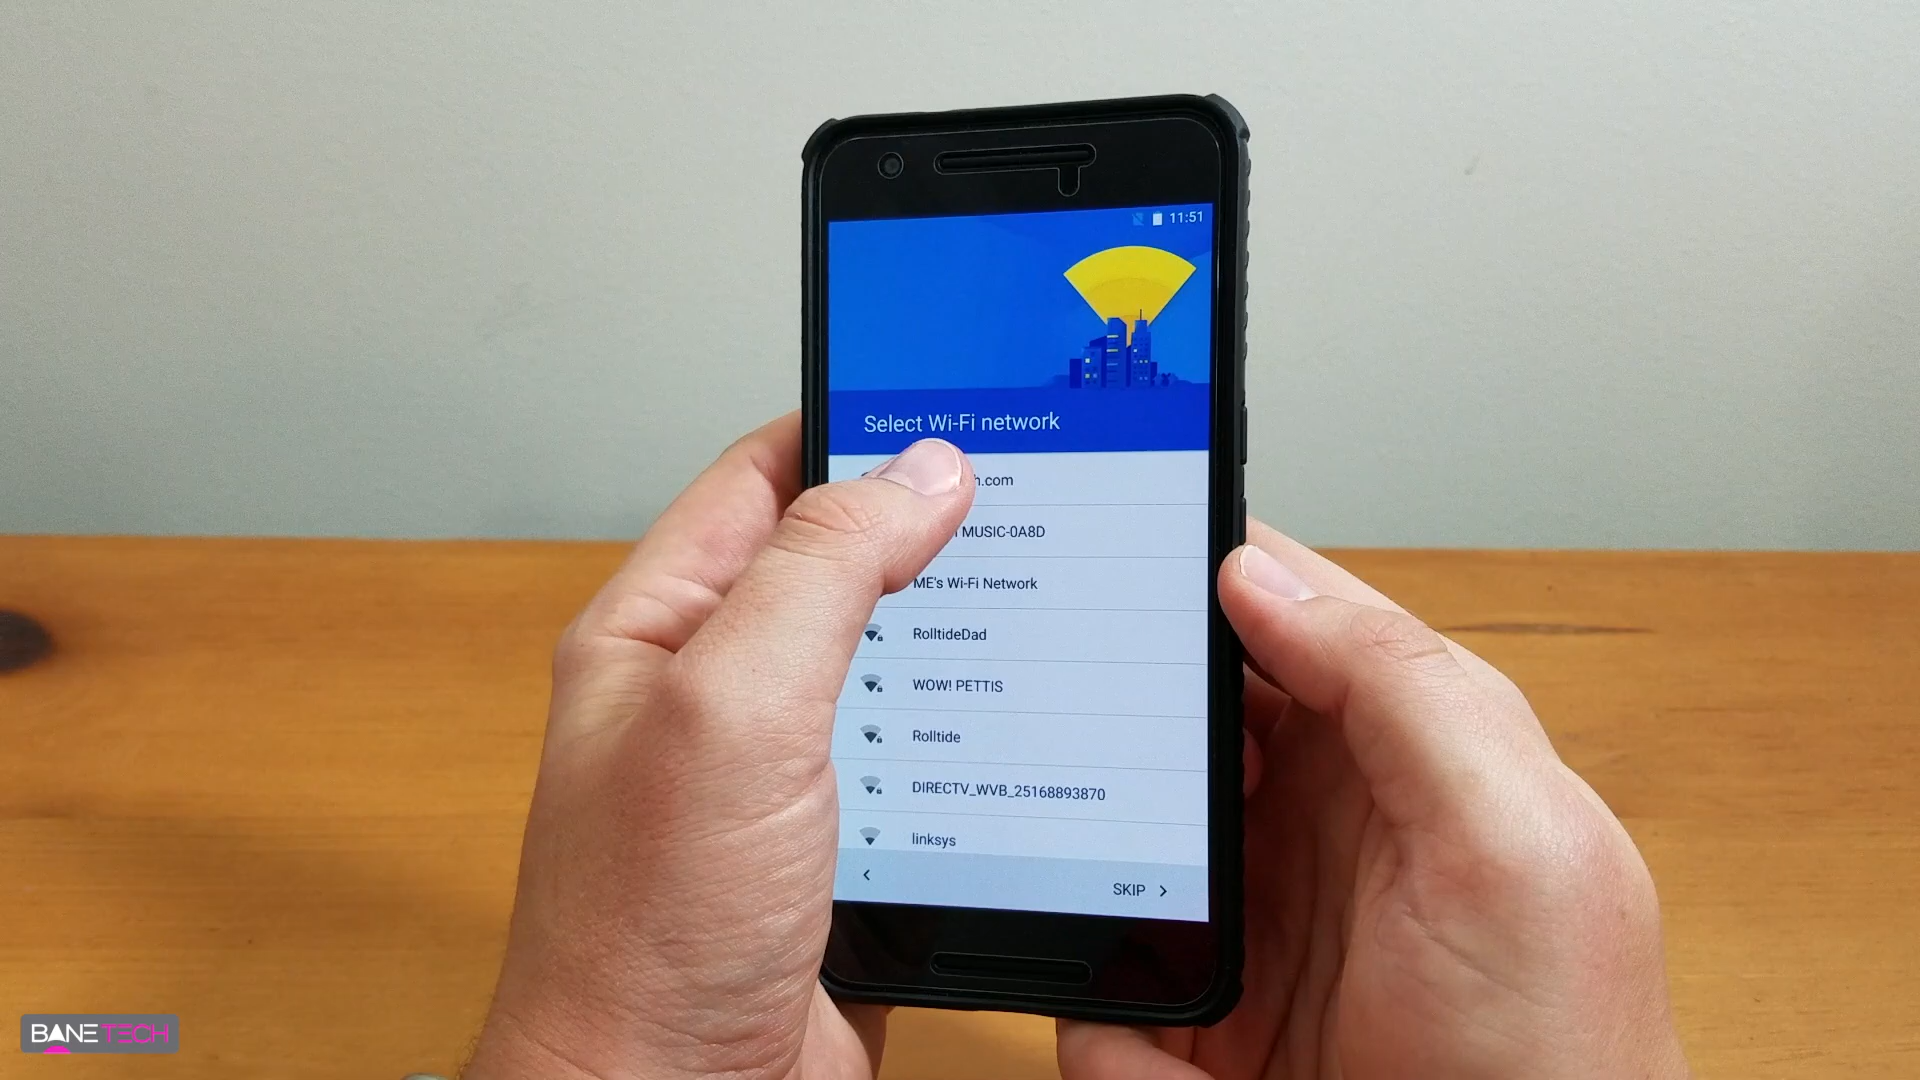 11:51
Select Wi-Fi network
h.com
MUSIC-0A8D
ME's Wi-Fi Network
RolltideDad
WOW! PETTIS
Rolltide
DIRECTV_WVB_25168893870
linksys
SKIP
BANETECH